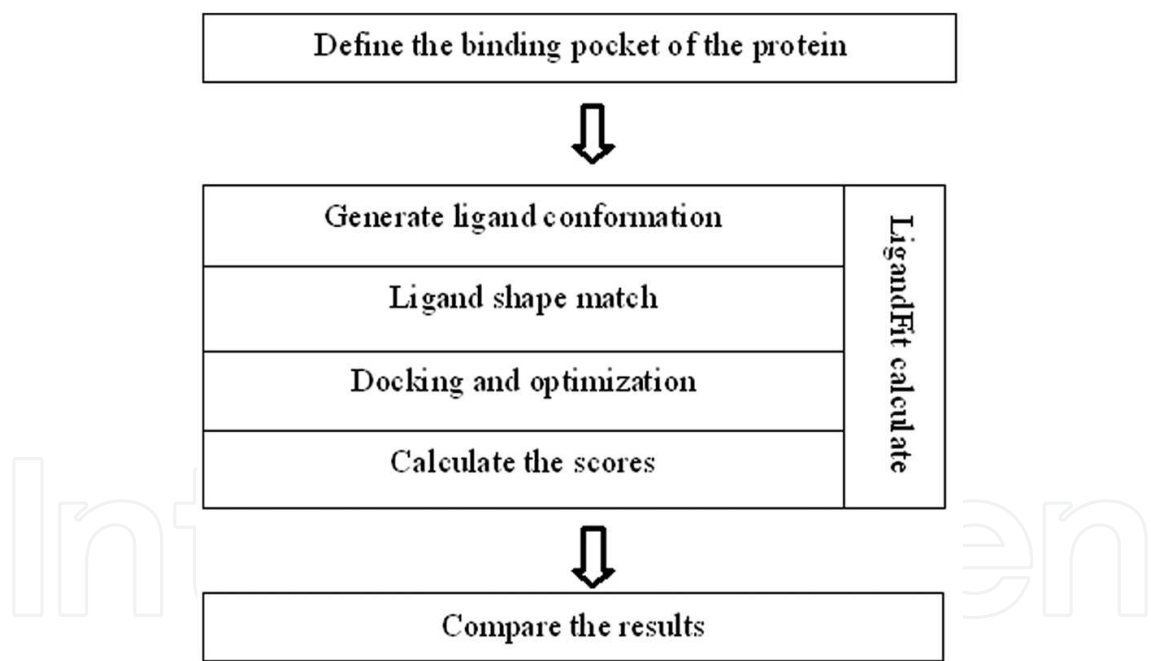 Define the binding pocket of the protein
Generate ligand conformation
Ligand shape match
Docking and optimization
Calculate the scores
LigandFit calculate
Compare the results